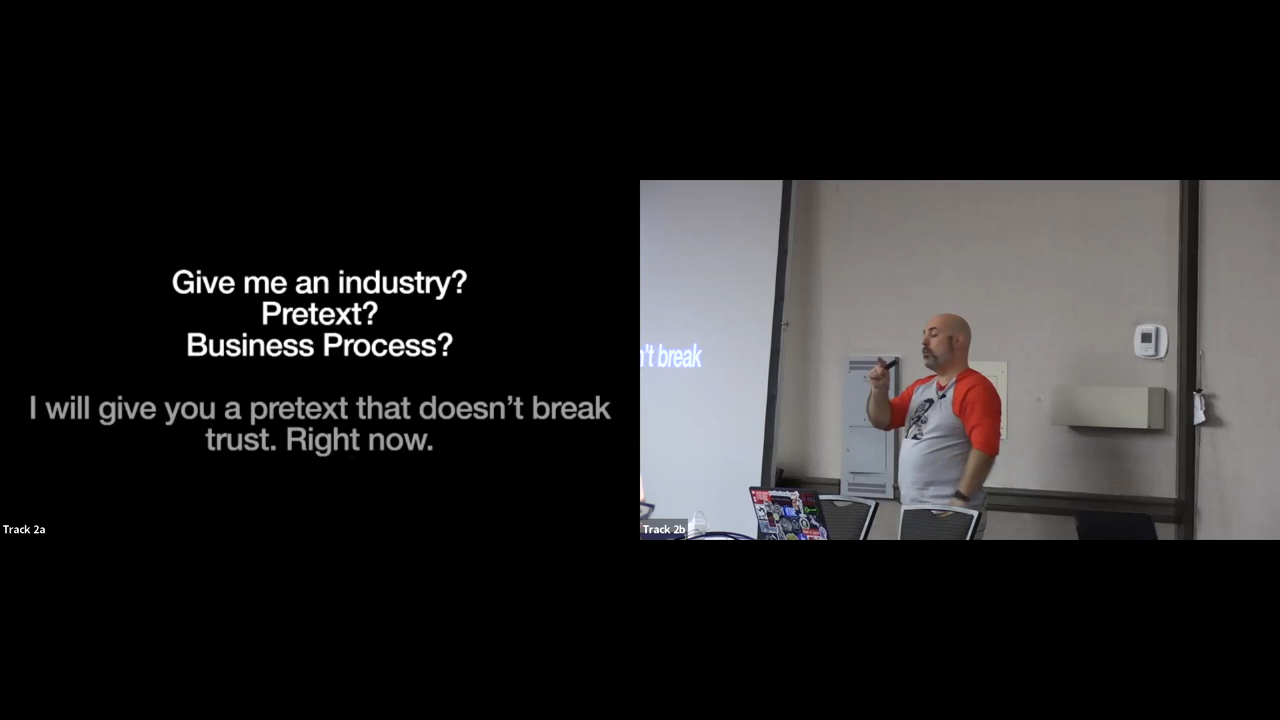 Give me an industry?
Pretext?
Business Process?
I will give you a pretext that doesn’t break
trust. Right now.
Track 2a
n’t break
Track 2b